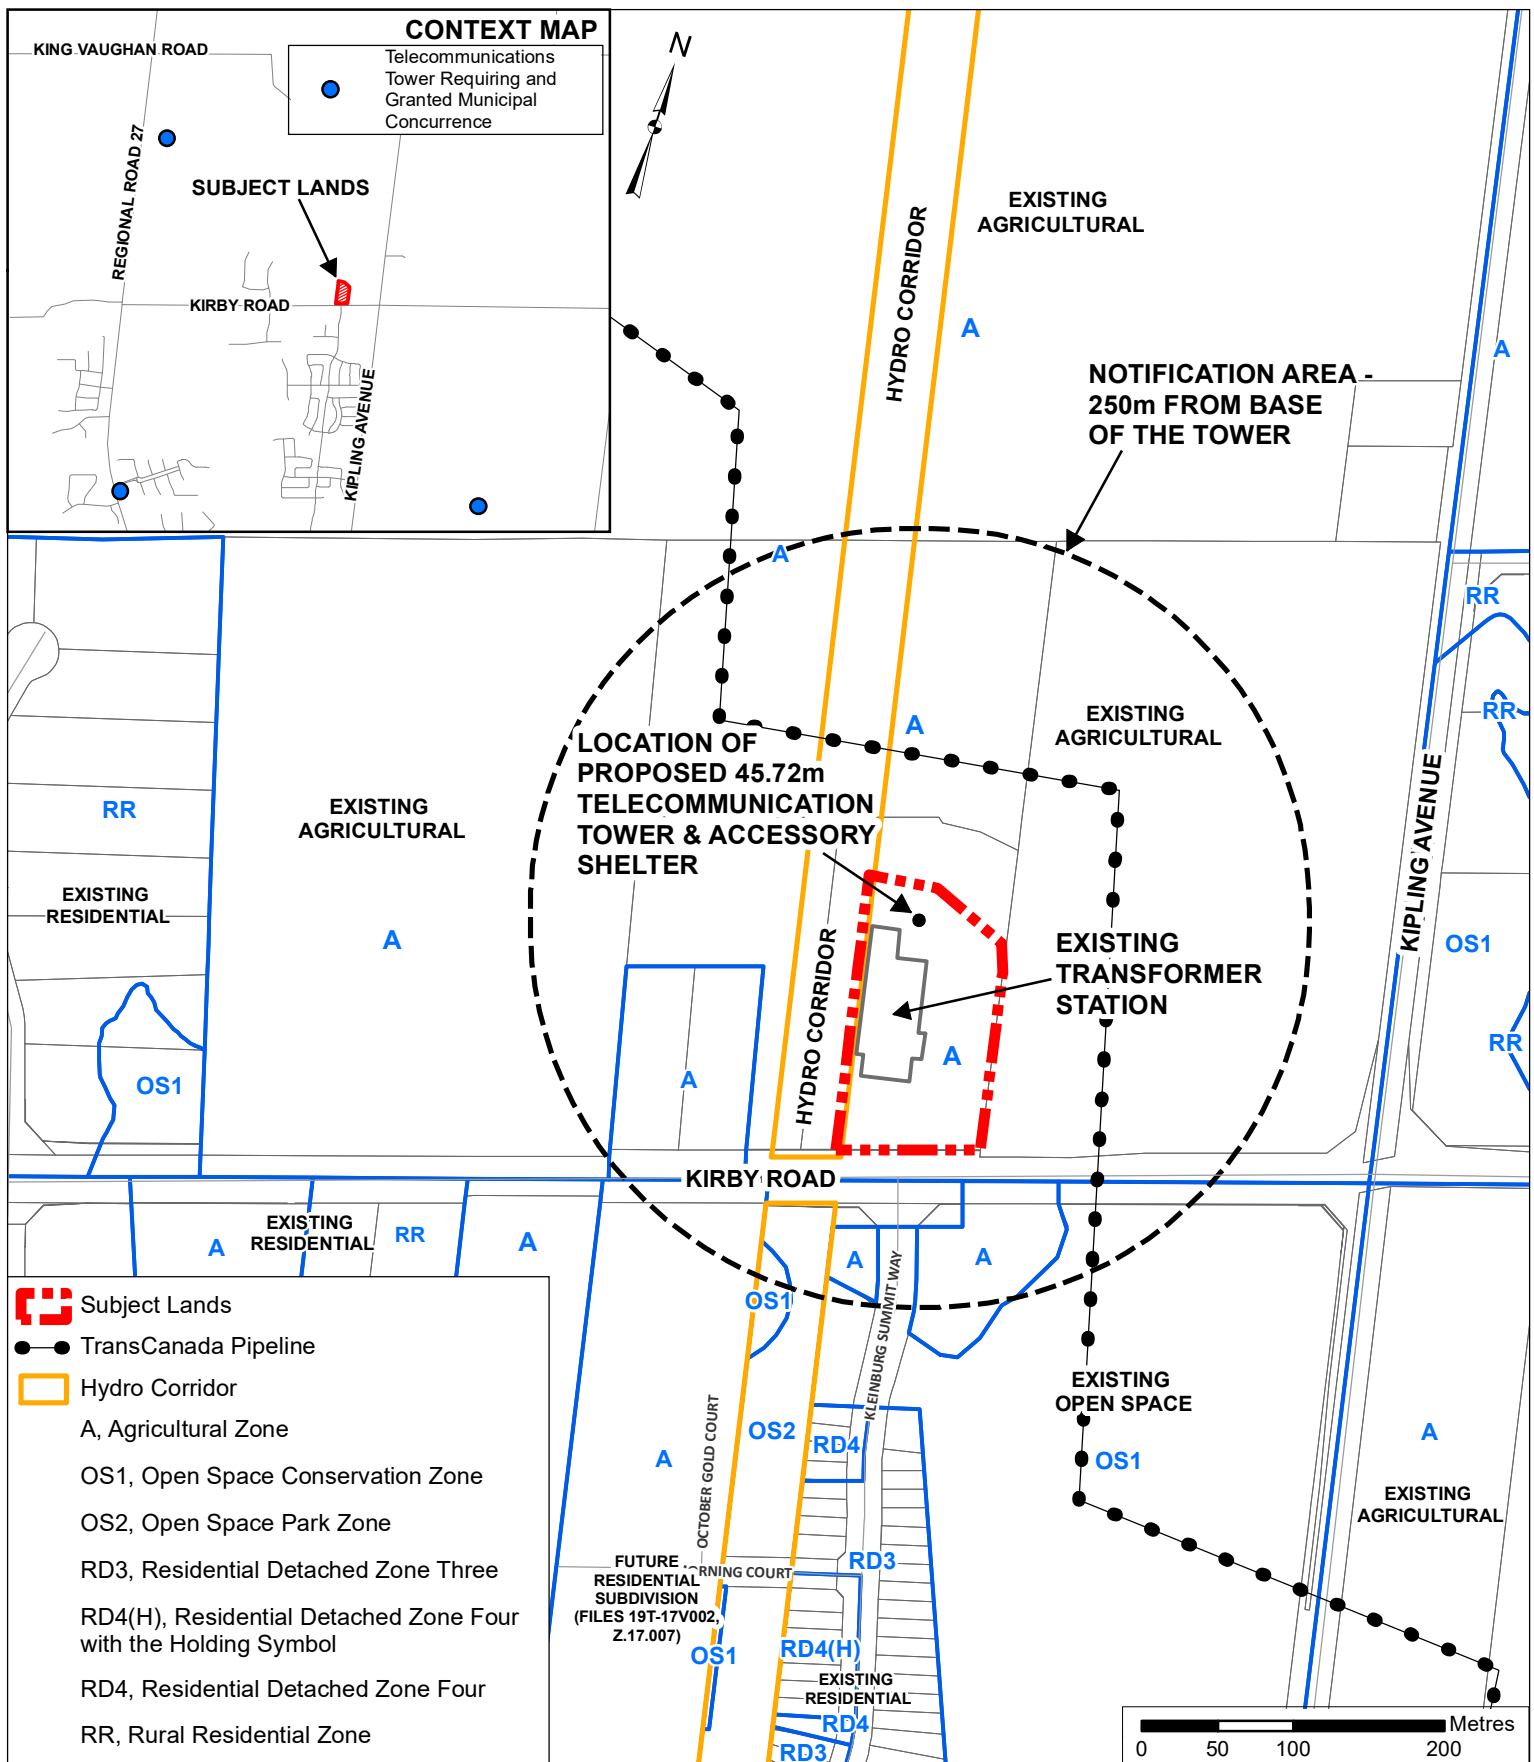 CONTEXT MAP
Telecommunications
Tower Requiring and
Granted Municipal
Concurrence
KING VAUGHAN ROAD
REGIONAL ROAD 27
SUBJECT LANDS
KIRBY ROAD
KIPLING AVENUE
N
HYDRO CORRIDOR
EXISTING
AGRICULTURAL
A
A
NOTIFICATION AREA -
250m FROM BASE
OF THE TOWER
A
RR
RR
A
EXISTING
AGRICULTURAL
LOCATION OF
PROPOSED 45.72m
TELECOMMUNICATION
TOWER & ACCESSORY
SHELTER
RR
EXISTING
AGRICULTURAL
EXISTING
RESIDENTIAL
A
KIPLING AVENUE
OS1
EXISTING
TRANSFORMER
STATION
HYDRO CORRIDOR
A
RR
OS1
A
KIRBY ROAD
A
EXISTING
RESIDENTIAL
RR
A
A
A
OS1
KLEINBURG SUMMIT WAY
EXISTING
OPEN SPACE
OS1
A
EXISTING
AGRICULTURAL
OCTOBER GOLD COURT
A
OS2
RD4
RD3
FUTURE
RESIDENTIAL
SUBDIVISION
(FILES 19T-17V002,
Z.17.007)
ORNING COURT
OS1
RD4(H)
EXISTING
RESIDENTIAL
RD4
RD3
Subject Lands
TransCanada Pipeline
Hydro Corridor
A, Agricultural Zone
OS1, Open Space Conservation Zone
OS2, Open Space Park Zone
RD3, Residential Detached Zone Three
RD4(H), Residential Detached Zone Four
with the Holding Symbol
RD4, Residential Detached Zone Four
RR, Rural Residential Zone
Metres
0 50 100 200